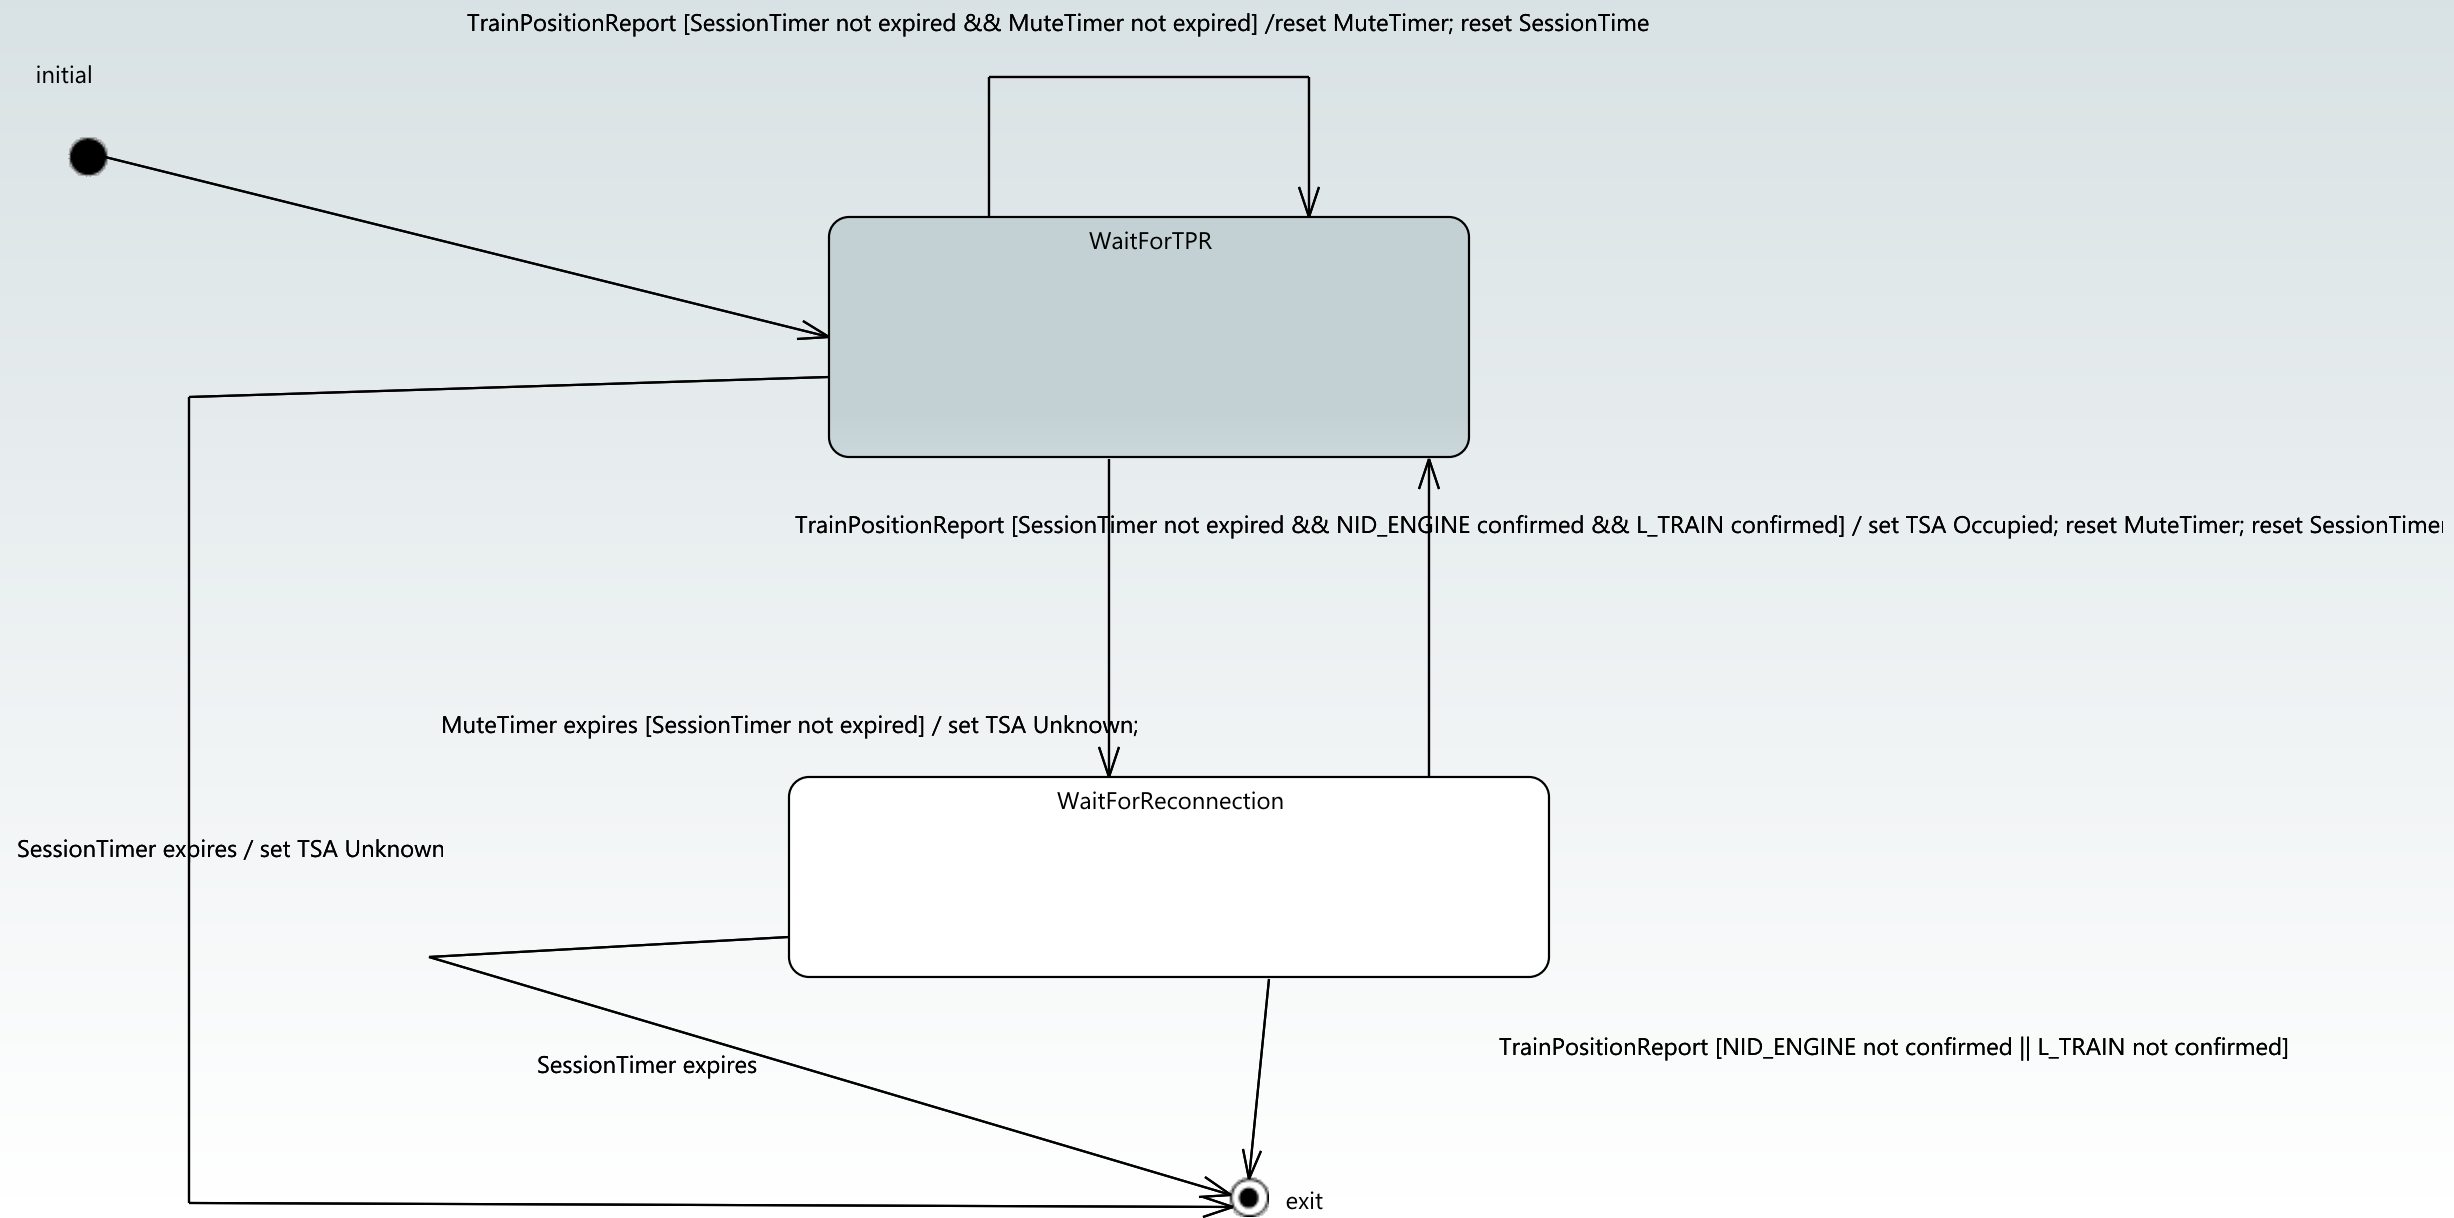 TrainPositionReport [SessionTimer not expired && MuteTimer not expired] /reset MuteTimer; reset SessionTime
initial
WaitForTPR
TrainPositionReport [SessionTimer not expired && NID_ENGINE confirmed && L_TRAIN confirmed] / set TSA Occupied; reset MuteTimer; reset SessionTimer
MuteTimer expires [SessionTimer not expired] / set TSA Unknown;
WaitForReconnection
SessionTimer expires / set TSA Unknown
TrainPositionReport [NID_ENGINE not confirmed || L_TRAIN not confirmed]
SessionTimer expires
exit